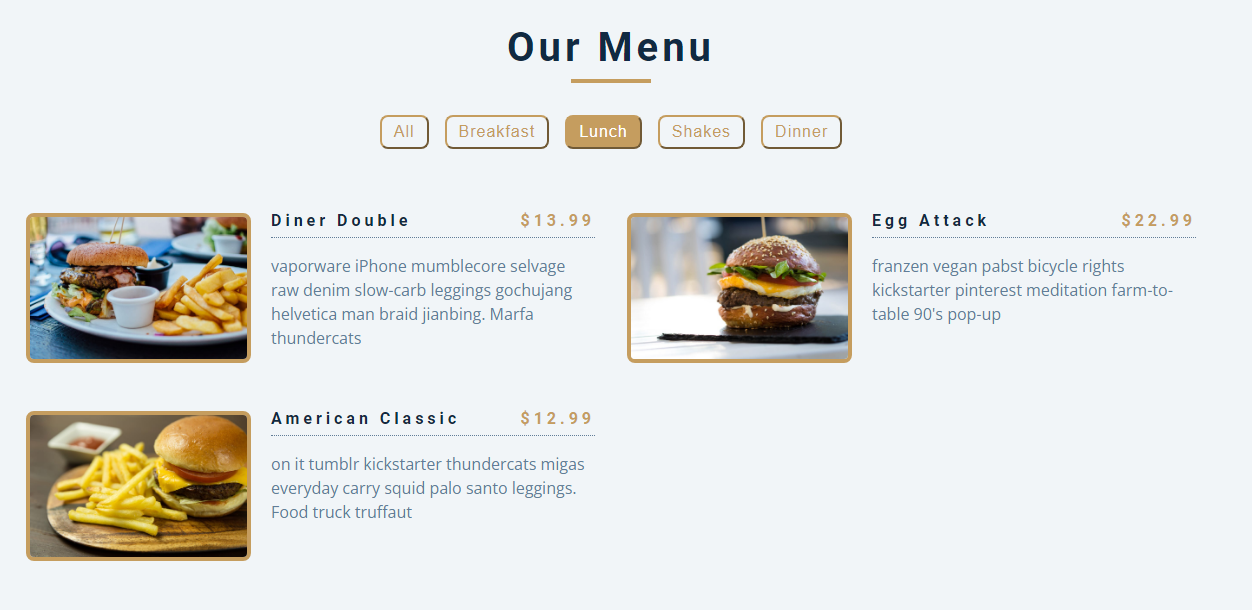 Our Menu
All Breakfast Lunch Shakes Dinner
Diner Double $13.99
vaporware iPhone mumblecore selvage
raw denim slow-carb leggings gochujang
helvetica man braid jianbing. Marfa
thundercats
Egg Attack $22.99
franzen vegan pabst bicycle rights
kickstarter pinterest meditation farm-to-
table 90's pop-up
American Classic $12.99
on it tumblr kickstarter thundercats migas
everyday carry squid palo santo leggings.
Food truck truffaut